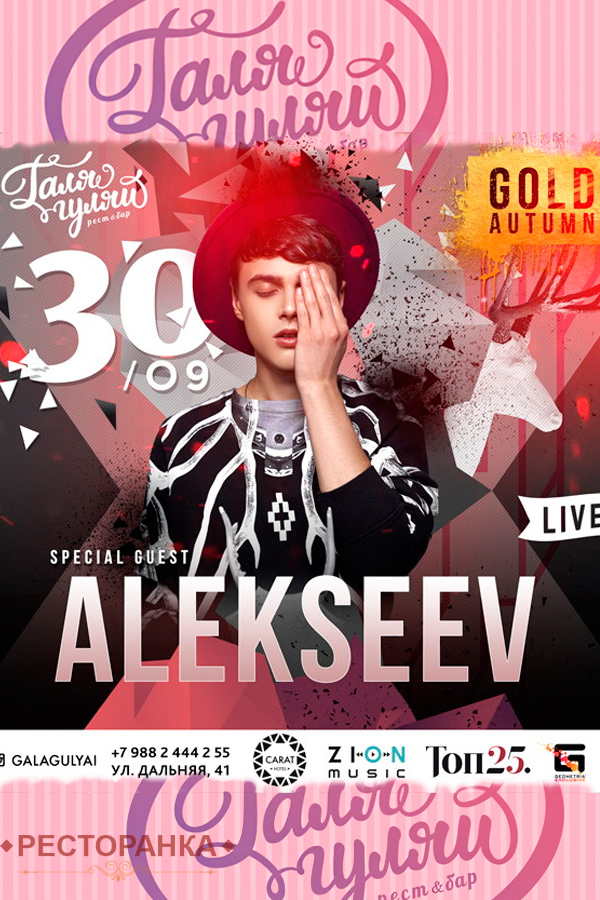 Галя
гуляй
бар
Галя
гуляй
рест&бар
GOLD
AUTUMN
30
/09
LIVE
SPECIAL GUEST
ALEKSEEV
GALAGULYAI
+7 988 2 444 2 55
УЛ. ДАЛЬНЯЯ, 41
CARAT
HOTEL
ZION
MUSIC
Топ25.
GEOMETRIA
Галя
гуляй
рест&бар
РЕСТОРАНКА